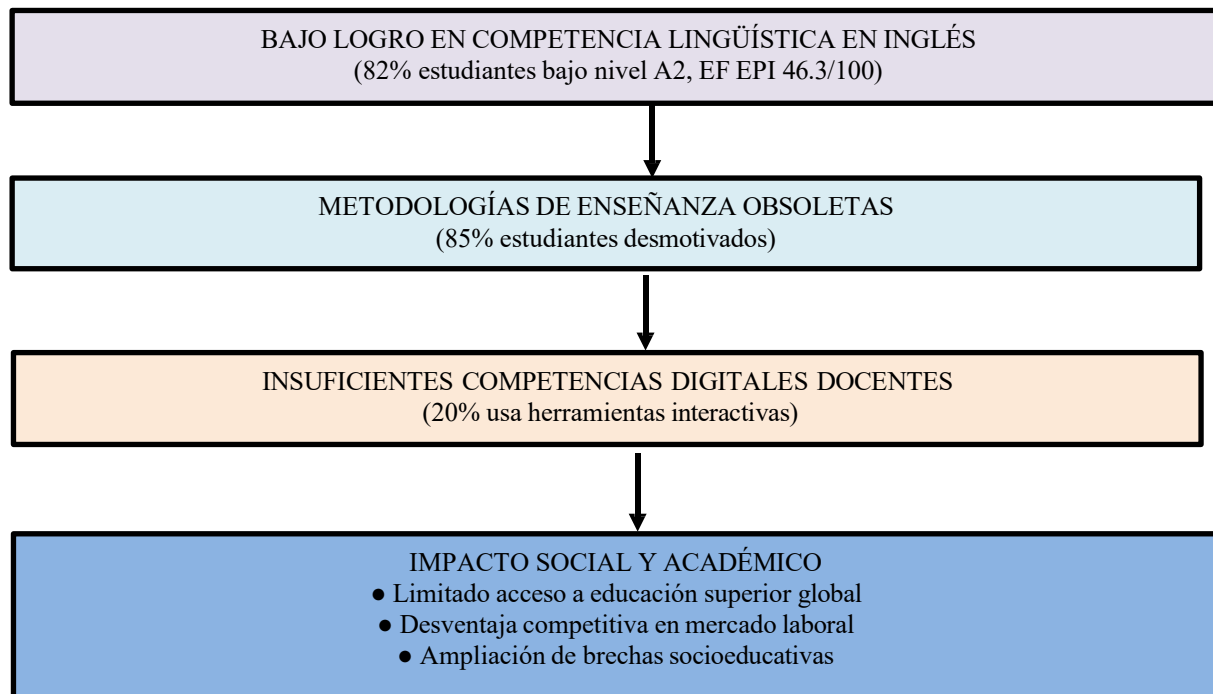 BAJO LOGRO EN COMPETENCIA LINGÜÍSTICA EN INGLÉS
(82% estudiantes bajo nivel A2, EF EPI 46.3/100)
METODOLOGÍAS DE ENSEÑANZA OBSOLETAS
(85% estudiantes desmotivados)
INSUFICIENTES COMPETENCIAS DIGITALES DOCENTES
(20% usa herramientas interactivas)
IMPACTO SOCIAL Y ACADÉMICO
● Limitado acceso a educación superior global
● Desventaja competitiva en mercado laboral
● Ampliación de brechas socioeducativas